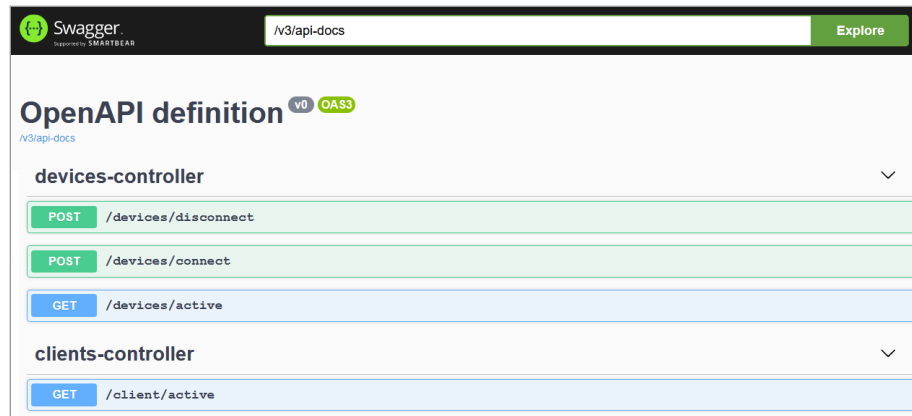 {··} Swagger.
Supported by SMARTBEAR
/v3/api-docs
Explore
OpenAPI definition v0 OAS3
/v3/api-docs
devices-controller
POST /devices/disconnect
POST /devices/connect
GET /devices/active
clients-controller
GET /client/active